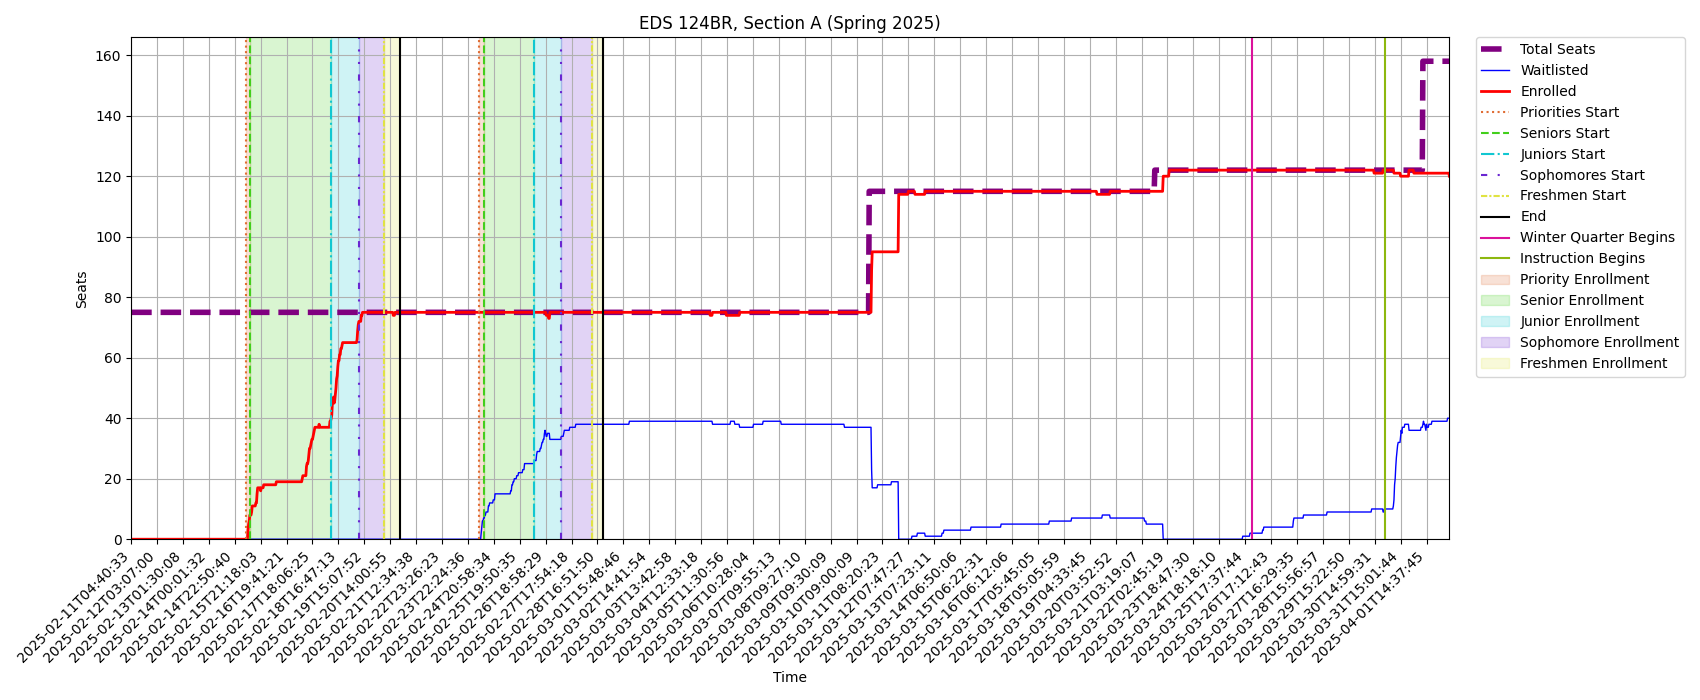 EDS 124BR, Section A (Spring 2025)
Seats
160
140
120
100
80
60
40
20
0
2025-02-11T04:40:33
2025-02-12T03:07:00
2025-02-13T01:30:08
2025-02-14T00:01:32
2025-02-14T22:50:40
2025-02-15T21:18:03
2025-02-16T19:41:21
2025-02-17T18:06:25
2025-02-18T16:47:13
2025-02-19T15:07:52
2025-02-20T14:00:55
2025-02-21T12:34:38
2025-02-22T23:26:23
2025-02-23T22:24:36
2025-02-24T20:58:34
2025-02-25T19:50:35
2025-02-26T18:58:29
2025-02-27T17:54:18
2025-02-28T16:51:50
2025-03-01T15:48:46
2025-03-02T14:41:54
2025-03-03T13:42:58
2025-03-04T12:33:18
2025-03-05T11:30:56
2025-03-06T10:28:04
2025-03-07T09:55:13
2025-03-08T09:27:10
2025-03-09T09:30:09
2025-03-10T09:00:09
2025-03-11T08:20:23
2025-03-12T07:47:27
2025-03-13T07:23:11
2025-03-14T06:50:06
2025-03-15T06:22:31
2025-03-16T06:12:06
2025-03-17T05:45:05
2025-03-18T05:05:59
2025-03-19T04:33:45
2025-03-20T03:52:52
2025-03-21T03:19:07
2025-03-22T02:45:19
2025-03-23T18:47:30
2025-03-24T18:18:10
2025-03-25T17:37:44
2025-03-26T17:12:43
2025-03-27T16:29:35
2025-03-28T15:56:57
2025-03-29T15:22:50
2025-03-30T14:59:31
2025-03-31T15:01:44
2025-04-01T14:37:45
Time
Total Seats
Waitlisted
Enrolled
Priorities Start
Seniors Start
Juniors Start
Sophomores Start
Freshmen Start
End
Winter Quarter Begins
Instruction Begins
Priority Enrollment
Senior Enrollment
Junior Enrollment
Sophomore Enrollment
Freshmen Enrollment